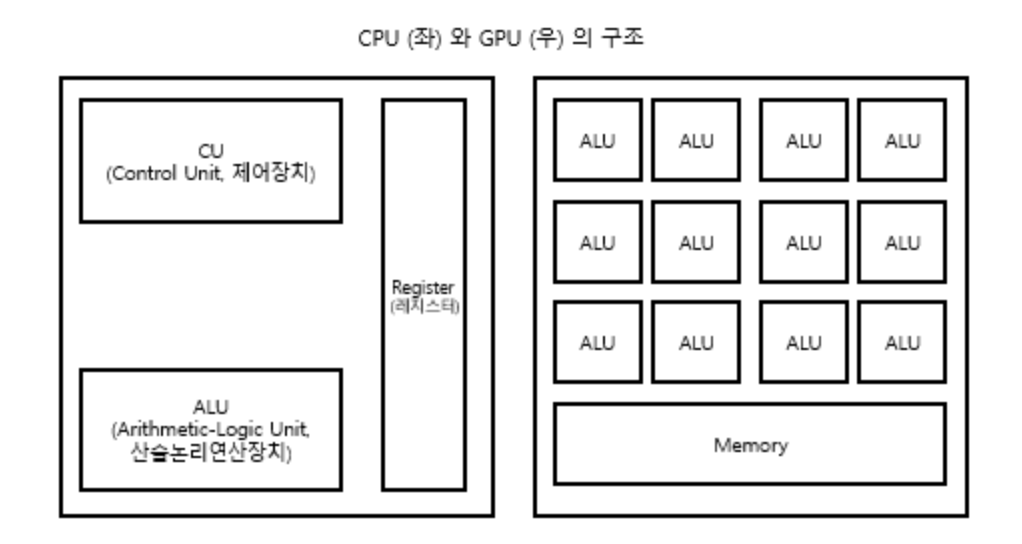 CPU (좌) 와 GPU (우) 의 구조
CU
(Control Unit, 제어장치)
Register
(레지스터)
ALU
(Arithmetic-Logic Unit,
산술논리연산장치)
ALU ALU ALU ALU
ALU ALU ALU ALU
ALU ALU ALU ALU
Memory